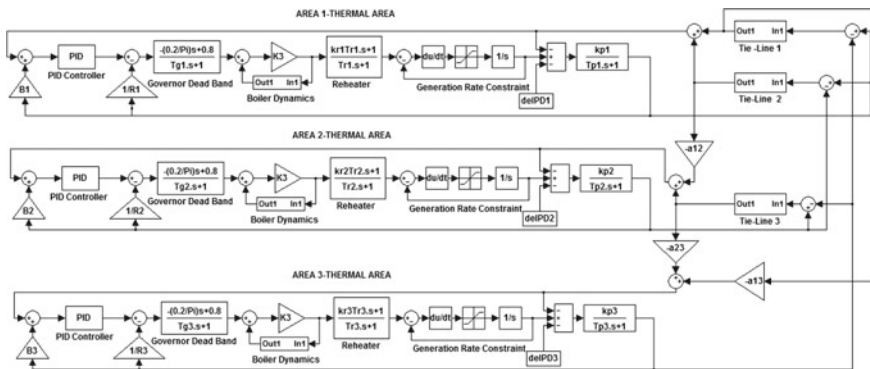 AREA 1-THERMAL AREA
PID
PID Controller
B1
1/R1
-(0.2/Pi)s+0.8
Tg1.s+1
Governor Dead Band
K3
Out1 In1
Boiler Dynamics
kr1Tr1.s+1
Tr1.s+1
Reheater
du/dt
1/s
Generation Rate Constraint
delPD1
kp1
Tp1.s+1
Out1 In1
Tie -Line 1
Out1 In1
Tie-Line 2
-a12
AREA 2-THERMAL AREA
PID
PID Controller
B2
1/R2
-(0.2/Pi)s+0.8
Tg2.s+1
Governor Dead Band
K3
Out1 In1
Boiler Dynamics
kr2Tr2.s+1
Tr2.s+1
Reheater
du/dt
1/s
Generation Rate Constraint
delPD2
kp2
Tp2.s+1
Out1 In1
Tie-Line 3
-a23
-a13
AREA 3-THERMAL AREA
PID
PID Controller
B3
1/R3
-(0.2/Pi)s+0.8
Tg3.s+1
Governor Dead Band
K3
Out1 In1
Boiler Dynamics
kr3Tr3.s+1
Tr3.s+1
Reheater
du/dt
1/s
Generation Rate Constraint
delPD3
kp3
Tp3.s+1